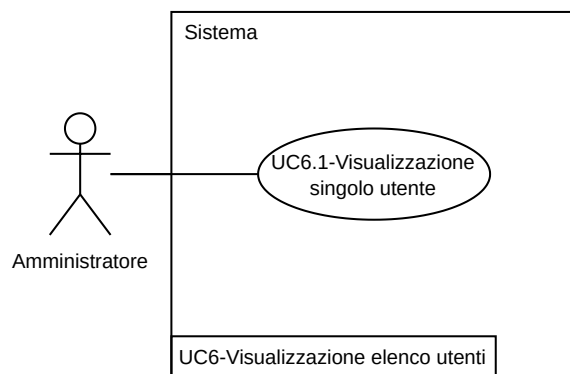 Sistema
UC6.1-Visualizzazione
singolo utente
Amministratore
UC6-Visualizzazione elenco utenti